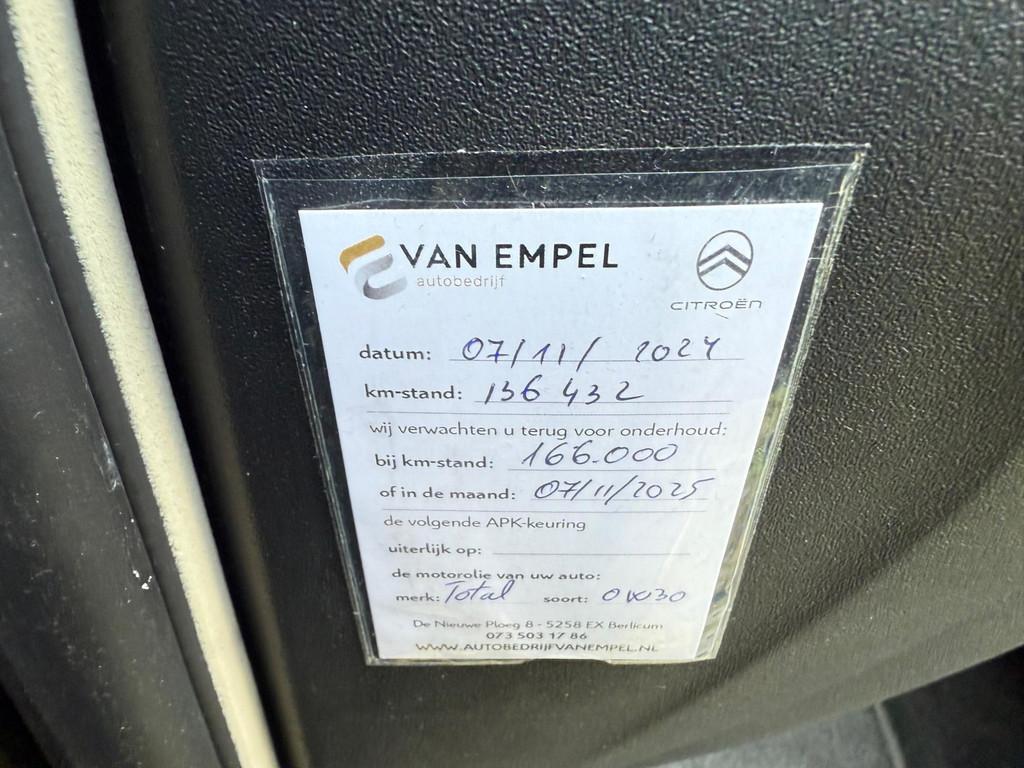 VAN EMPEL
autobedrijf
CITROËN
datum: 07/11/ 2024
km-stand: 136 432
wij verwachten u terug voor onderhoud:
bij km-stand: 166.000
of in de maand: 07/11/2025
de volgende APK-keuring
uiterlijk op:
de motorolie van uw auto:
merk: Total soort: 0W30
De Nieuwe Ploeg 8 - 5258 EX Berlicum
073 503 17 86
WWW.AUTOBEDRIJFVANEMPEL.NL